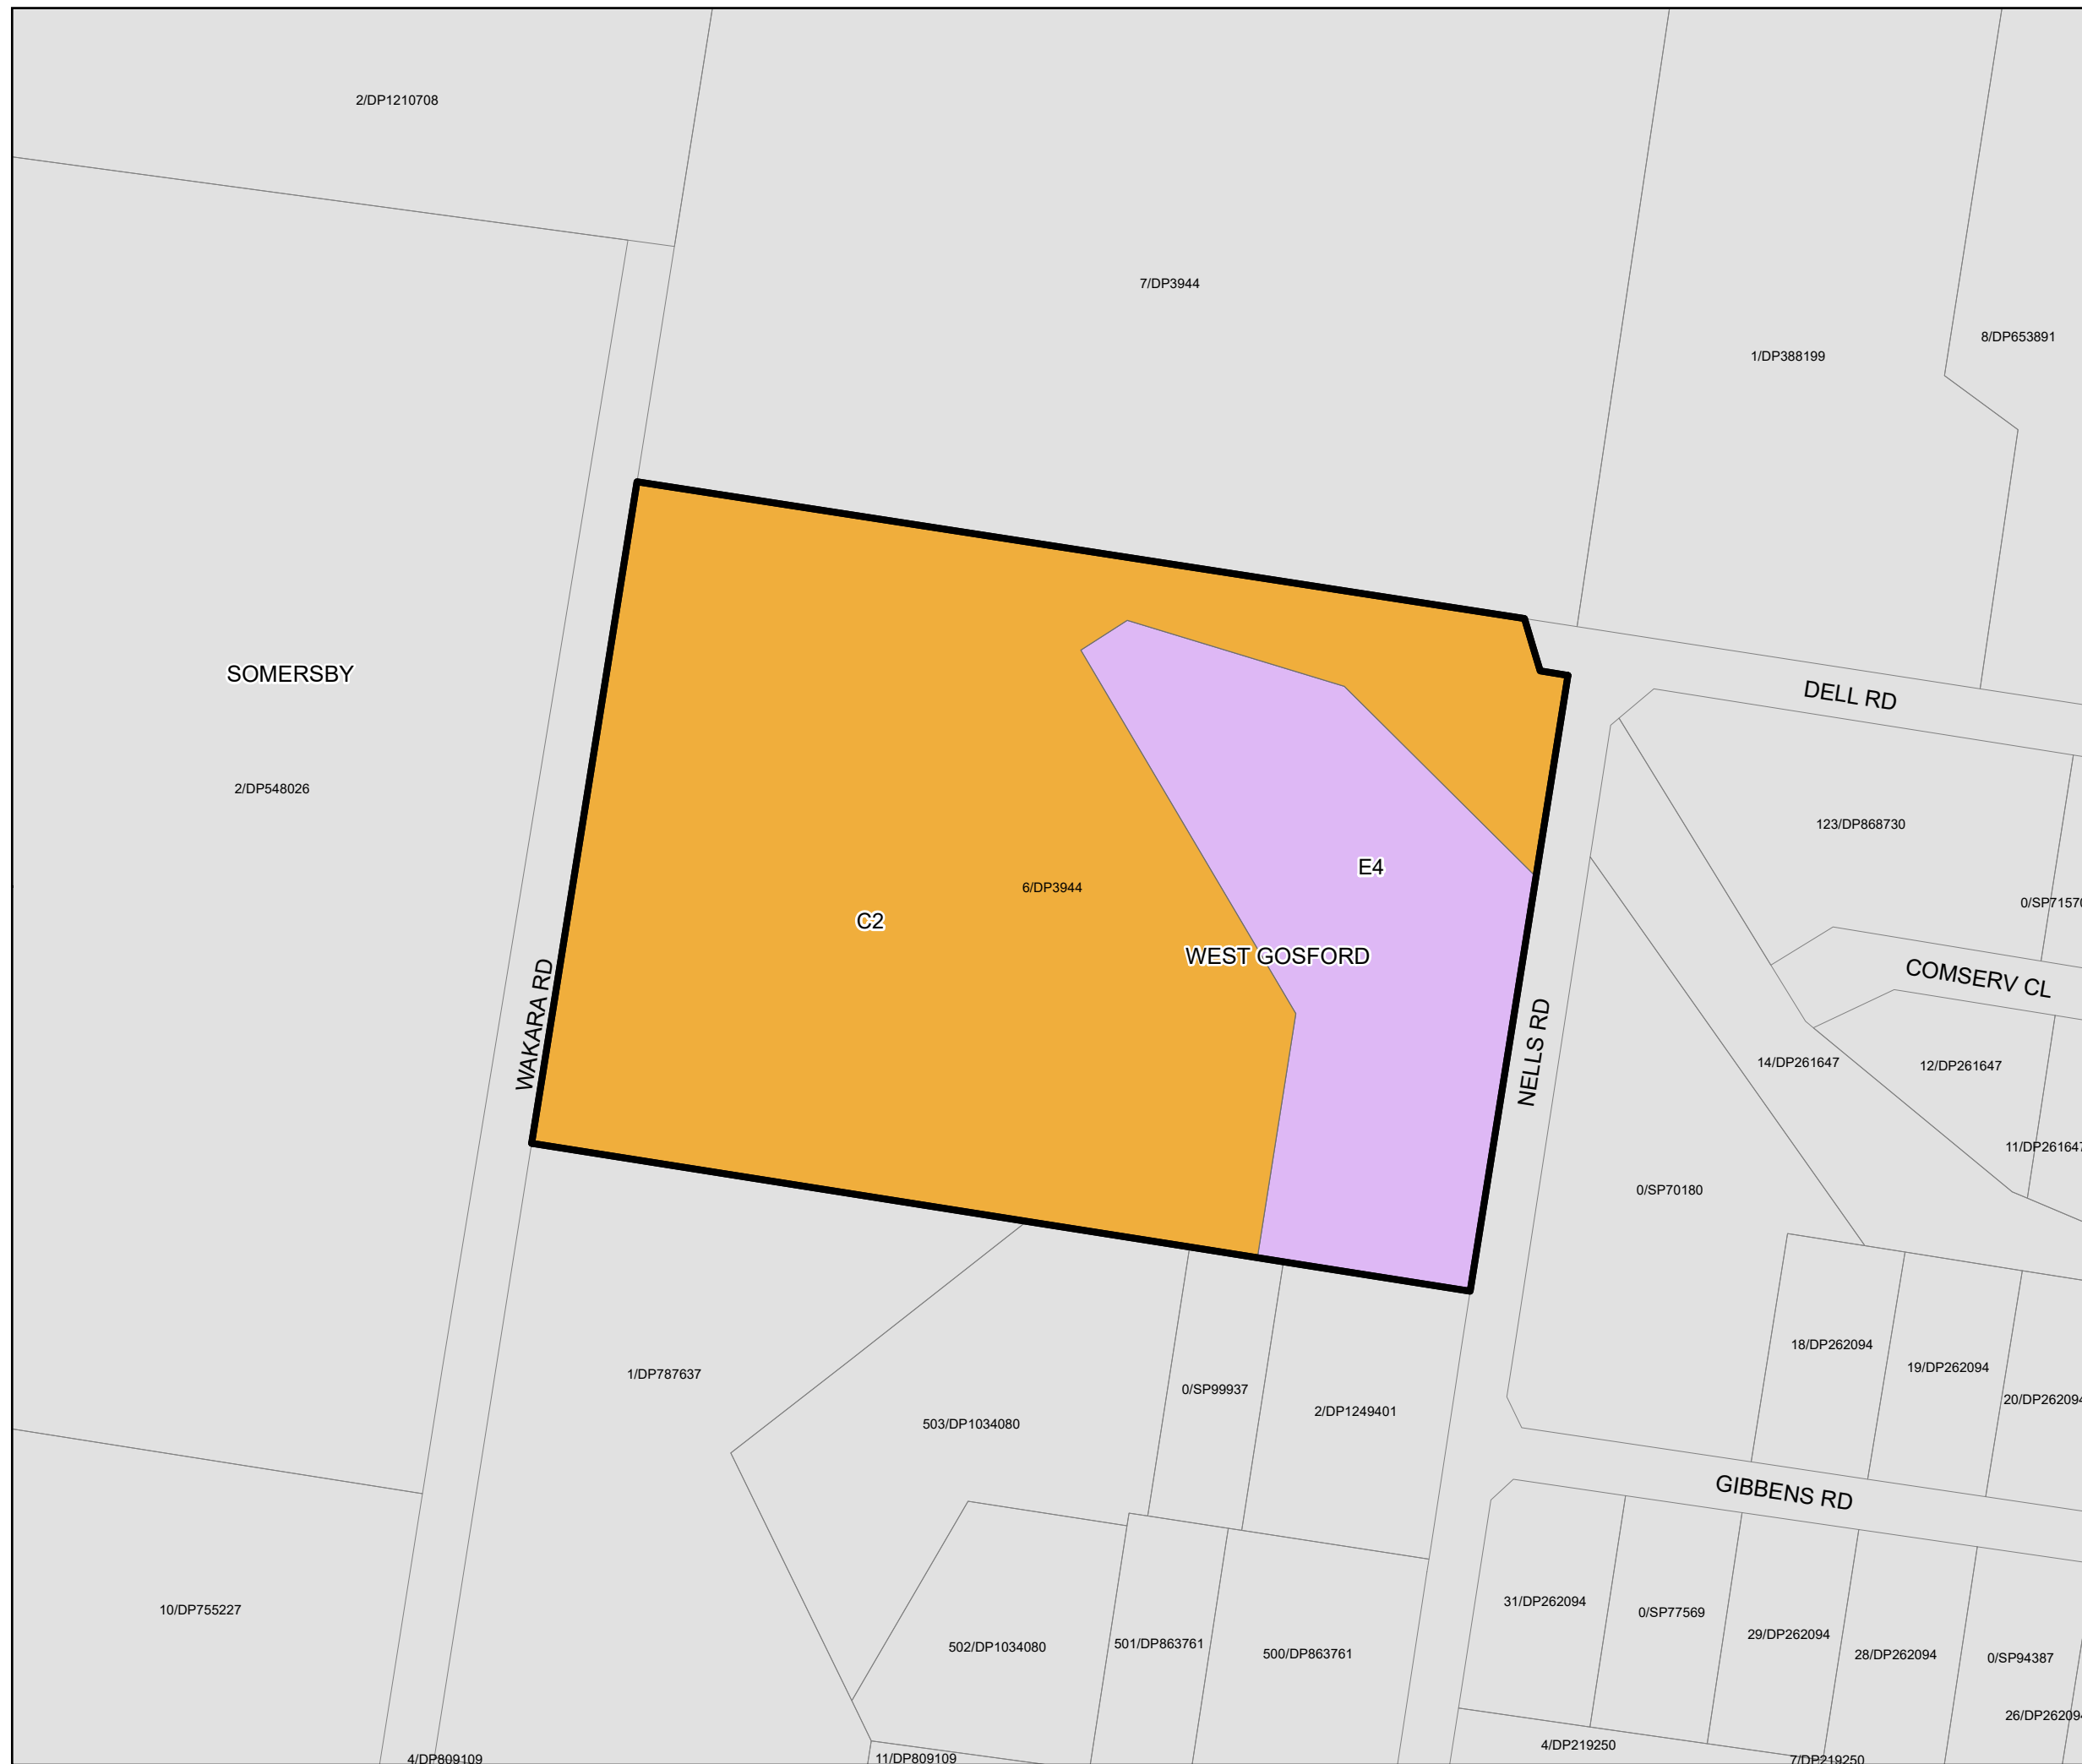 2/DP1210708
7/DP3944
8/DP653891
1/DP388199
SOMERSBY
DELL RD
2/DP548026
123/DP868730
E4
6/DP3944
0/SP71570
C2
WEST GOSFORD
COMSERV CL
WAKARA RD
NELLS RD
14/DP261647
12/DP261647
11/DP261647
0/SP70180
18/DP262094
19/DP262094
1/DP787637
0/SP99937
20/DP262094
2/DP1249401
503/DP1034080
GIBBENS RD
31/DP262094
10/DP755227
0/SP77569
29/DP262094
501/DP863761
502/DP1034080
500/DP863761
28/DP262094
0/SP94387
26/DP262094
4/DP219250
4/DP809109
11/DP809109
7/DP219250